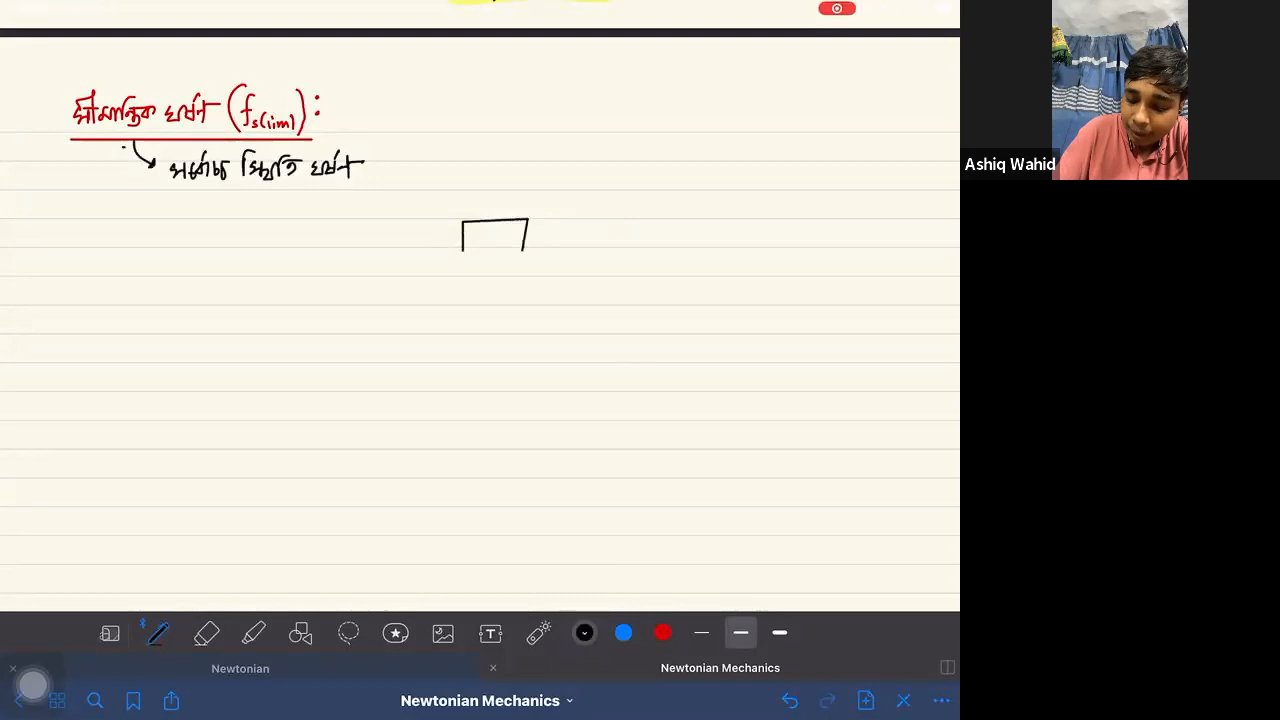 সীমান্তিক ঘর্ষণ (fs(lim)) :
সর্বোচ্চ স্থিতি ঘর্ষণ
Ashiq Wahid
T
Newtonian
Newtonian Mechanics
Newtonian Mechanics